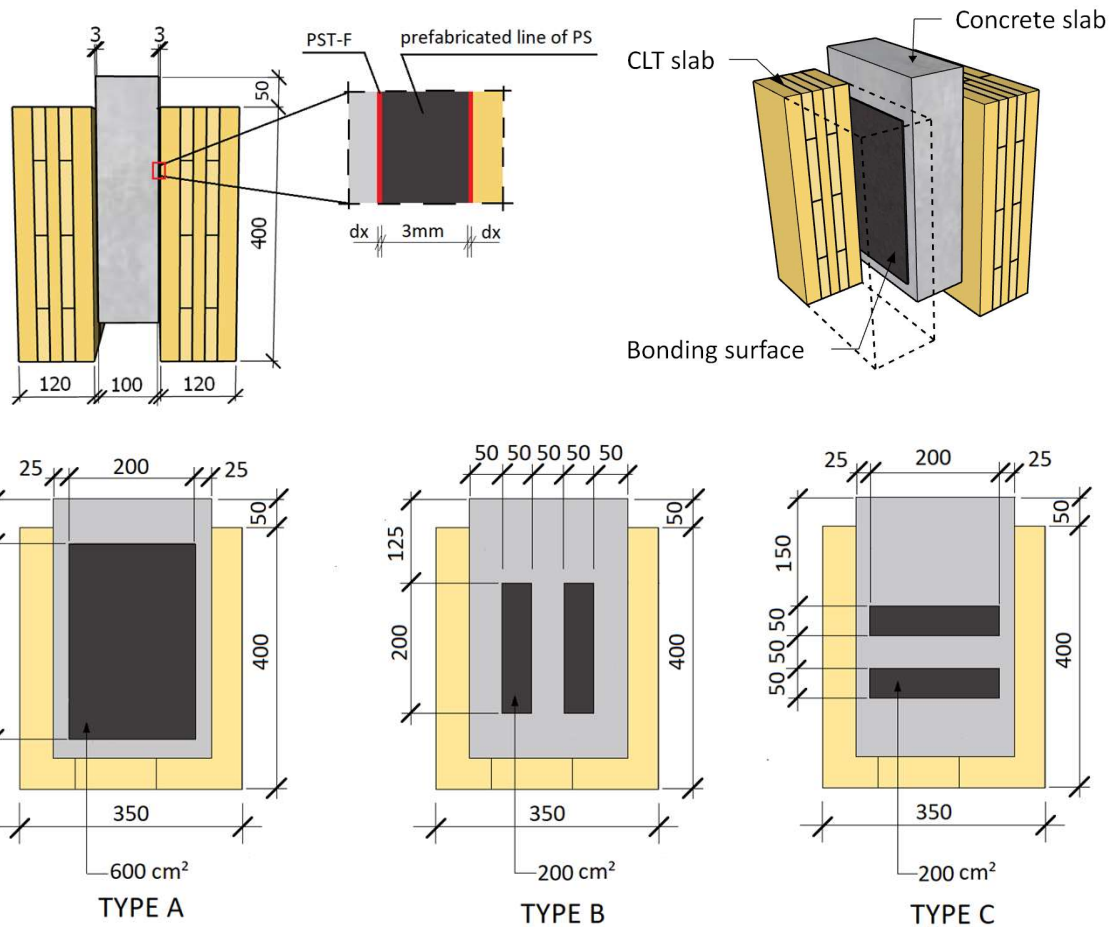 3
3
50
400
120
100
120
PST-F
prefabricated line of PS
dx
3mm
dx
Concrete slab
CLT slab
Bonding surface
25
200
25
50
400
350
600 cm²
TYPE A
50 50 50 50 50
125
200
50
400
350
200 cm²
TYPE B
25
200
25
150
50
50
50
50
400
350
200 cm²
TYPE C